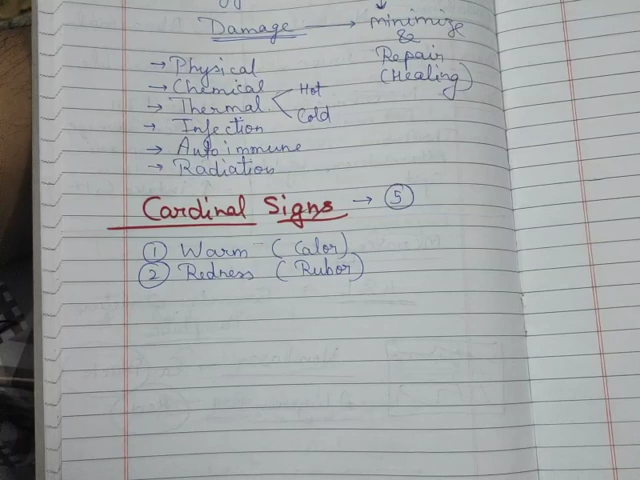 Damage → minimize
&
Repair
(Healing)
→ Physical
→ Chemical
→ Thermal < Hot
Cold
→ Infection
→ Autoimmune
→ Radiation
Cardinal Signs → 5
1 Warm (Calor)
2 Redness (Rubor)